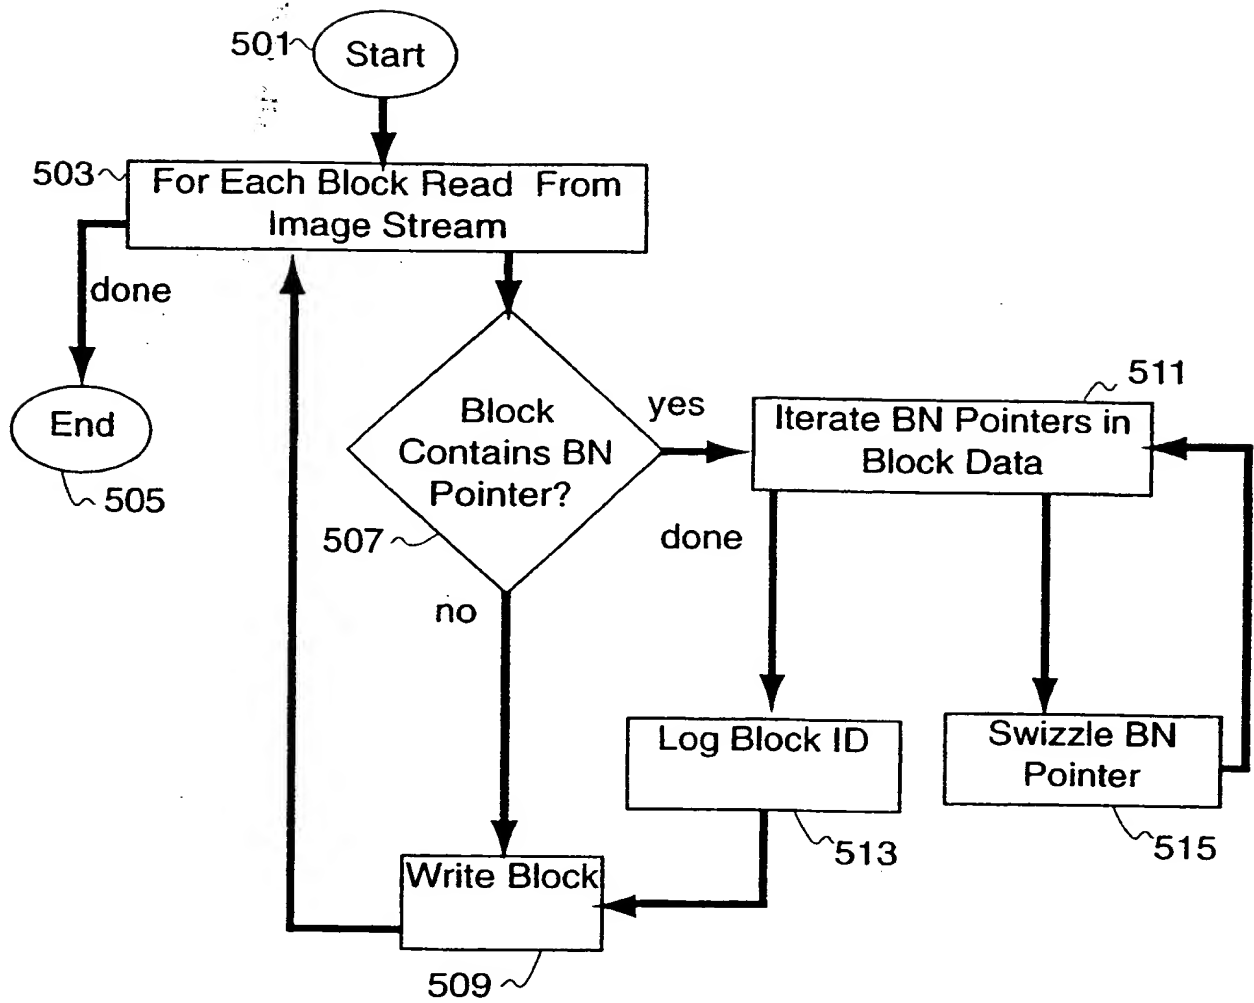 501
Start
503
For Each Block Read From
Image Stream
done
End
505
Block
Contains BN
Pointer?
507
yes
no
511
Iterate BN Pointers in
Block Data
done
Log Block ID
513
Swizzle BN
Pointer
515
Write Block
509